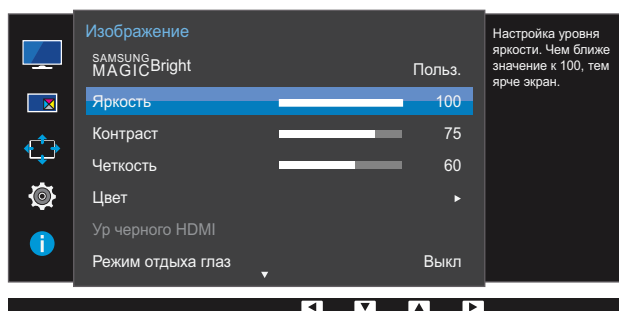 Изображение
SAMSUNG
MAGICBright Польз.
Яркость 100
Контраст 75
Четкость 60
Цвет
Ур черного HDMI
Режим отдыха глаз Выкл
Настройка уровня
яркости. Чем ближе
значение к 100, тем
ярче экран.